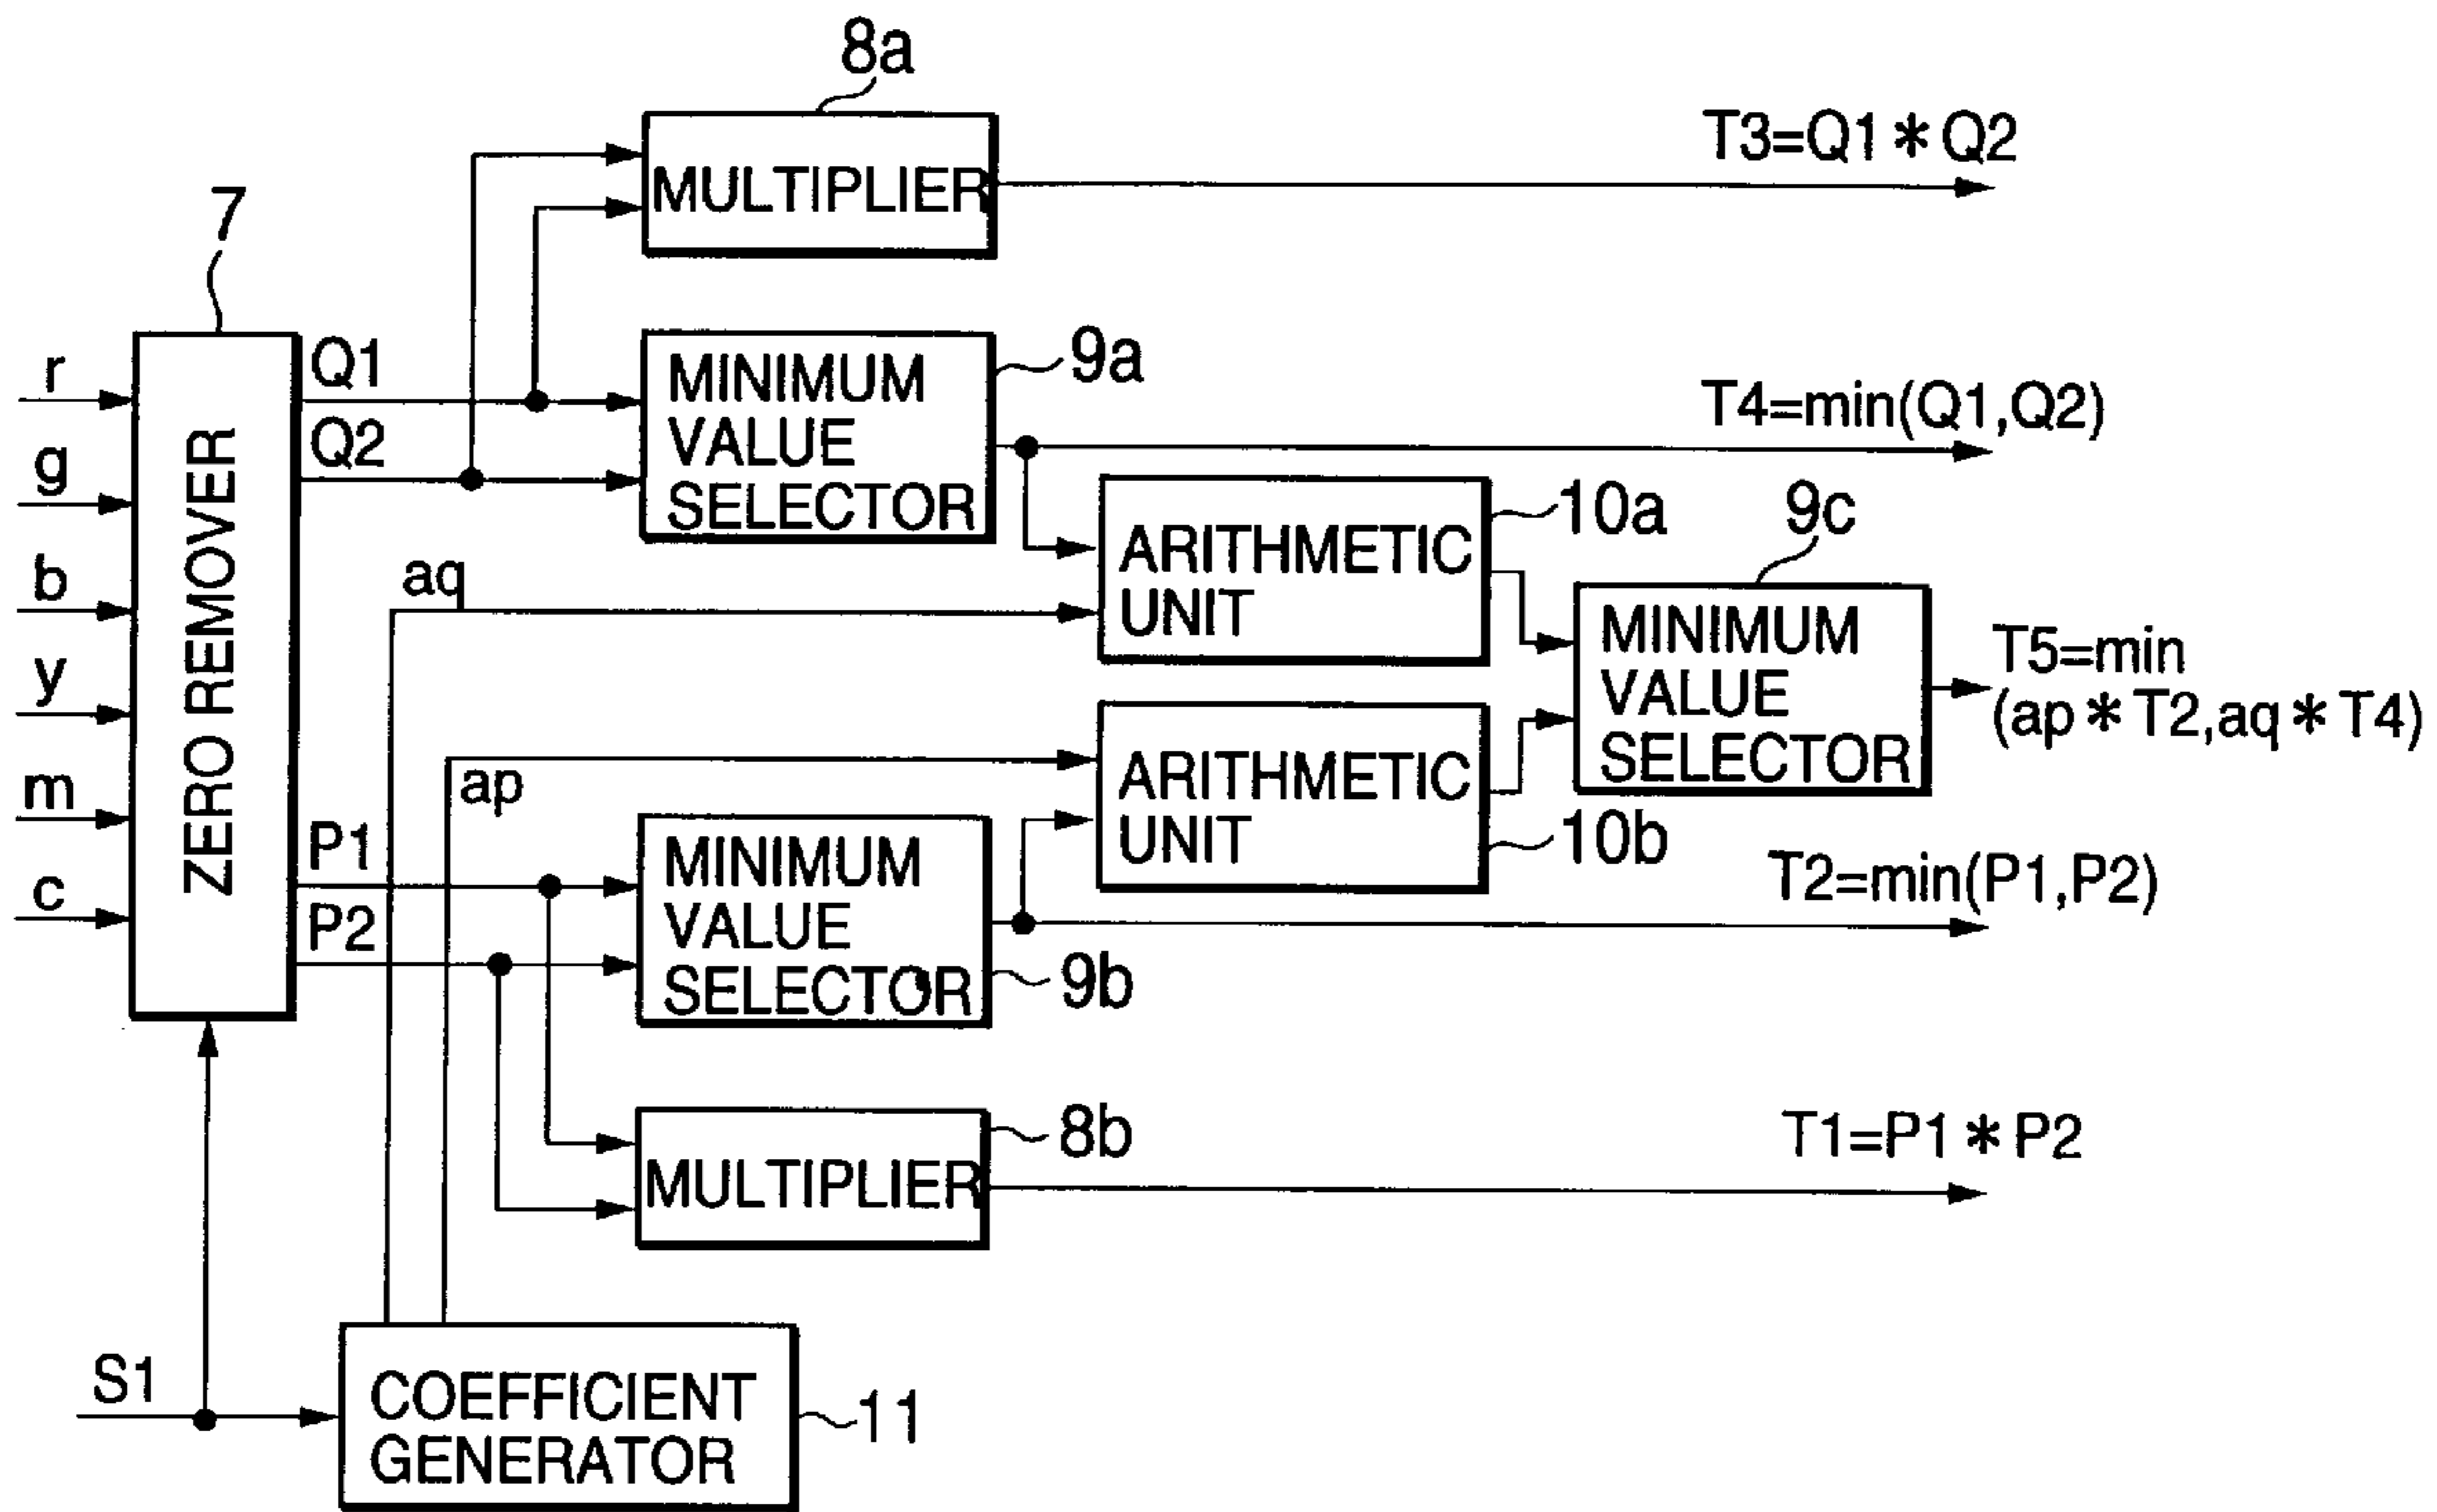 8a
MULTIPLIER
T3=Q1*Q2
7
r
g
b
y
m
c
ZERO REMOVER
Q1
Q2
MINIMUM
VALUE
SELECTOR
9a
T4=min(Q1,Q2)
aq
ARITHMETIC
UNIT
10a
9c
MINIMUM
VALUE
SELECTOR
T5=min
(ap*T2,aq*T4)
ap
ARITHMETIC
UNIT
10b
P1
P2
MINIMUM
VALUE
SELECTOR
9b
T2=min(P1,P2)
MULTIPLIER
8b
T1=P1*P2
S1
COEFFICIENT
GENERATOR
11